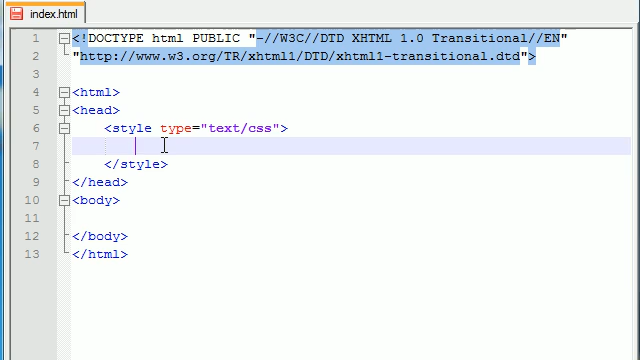 index.html
1 <!DOCTYPE html PUBLIC "-//W3C//DTD XHTML 1.0 Transitional//EN"
2 "http://www.w3.org/TR/xhtml1/DTD/xhtml1-transitional.dtd">
3
4 <html>
5 <head>
6 <style type="text/css">
7
8 </style>
9 </head>
10 <body>
11
12 </body>
13 </html>